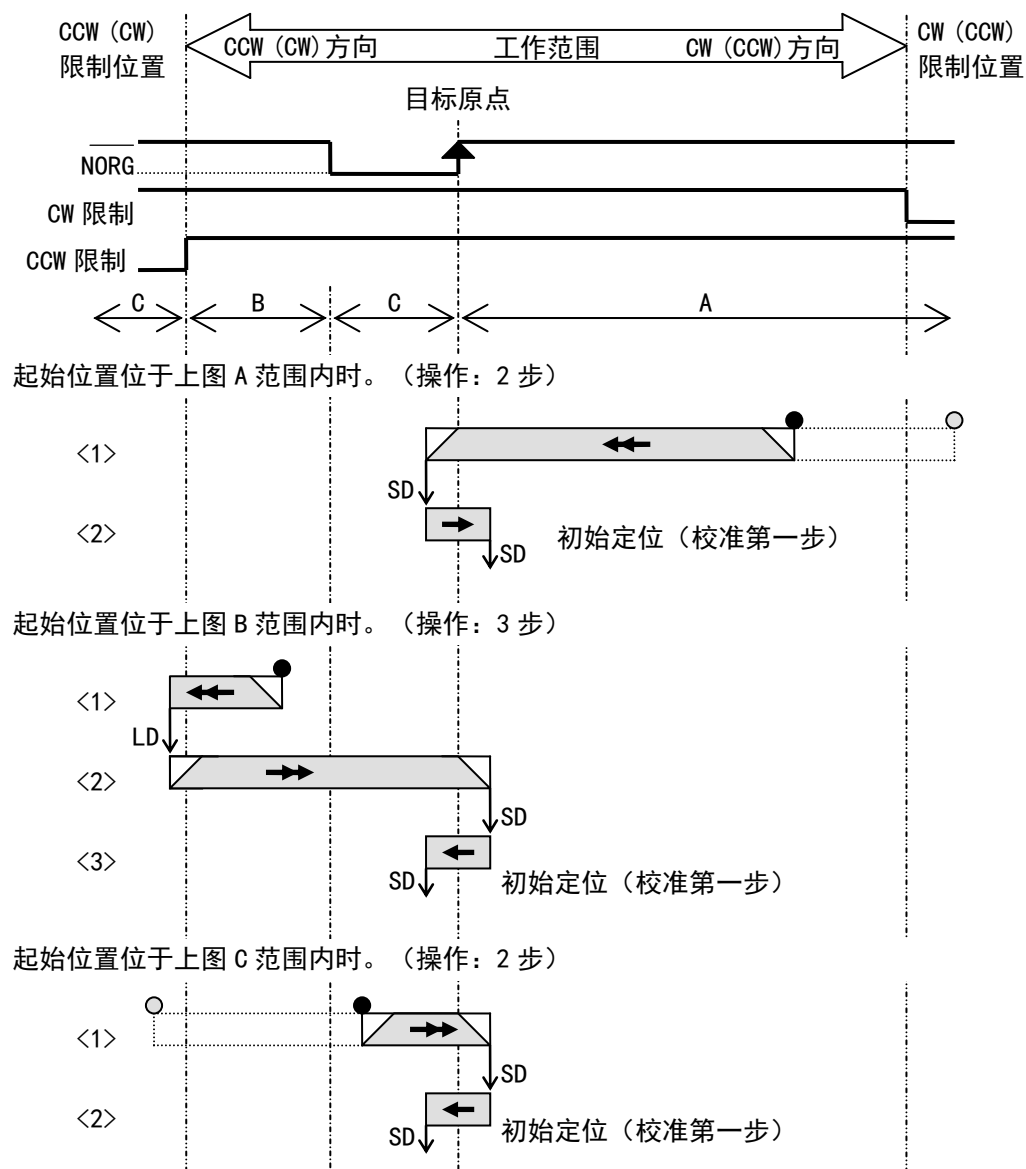 CCW (CW)
限制位置
CCW (CW)方向
工作范围
CW (CCW)方向
CW (CCW)
限制位置
目标原点
NORG
CW 限制
CCW 限制
C
B
C
A
起始位置位于上图 A 范围内时。（操作：2 步）
<1>
SD
<2>
初始定位（校准第一步）
SD
起始位置位于上图 B 范围内时。（操作：3 步）
<1>
LD
<2>
SD
<3>
SD
初始定位（校准第一步）
起始位置位于上图 C 范围内时。（操作：2 步）
<1>
SD
<2>
SD
初始定位（校准第一步）